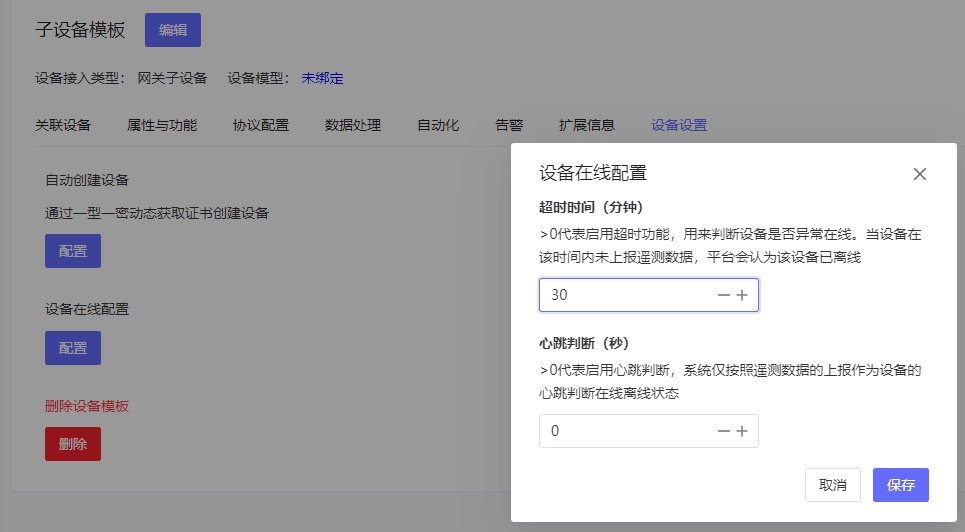 子设备模板 编辑
设备接入类型： 网关子设备 设备模型： 未绑定
关联设备 属性与功能 协议配置 数据处理 自动化 告警 扩展信息 设备设置
自动创建设备
通过一型一密动态获取证书创建设备
配置
设备在线配置
配置
删除设备模板
删除
设备在线配置
超时时间（分钟）
>0代表启用超时功能，用来判断设备是否异常在线。当设备在
该时间内未上报遥测数据，平台会认为该设备已离线
30
心跳判断（秒）
>0代表启用心跳判断，系统仅按照遥测数据的上报作为设备的
心跳判断在线离线状态
0
取消 保存